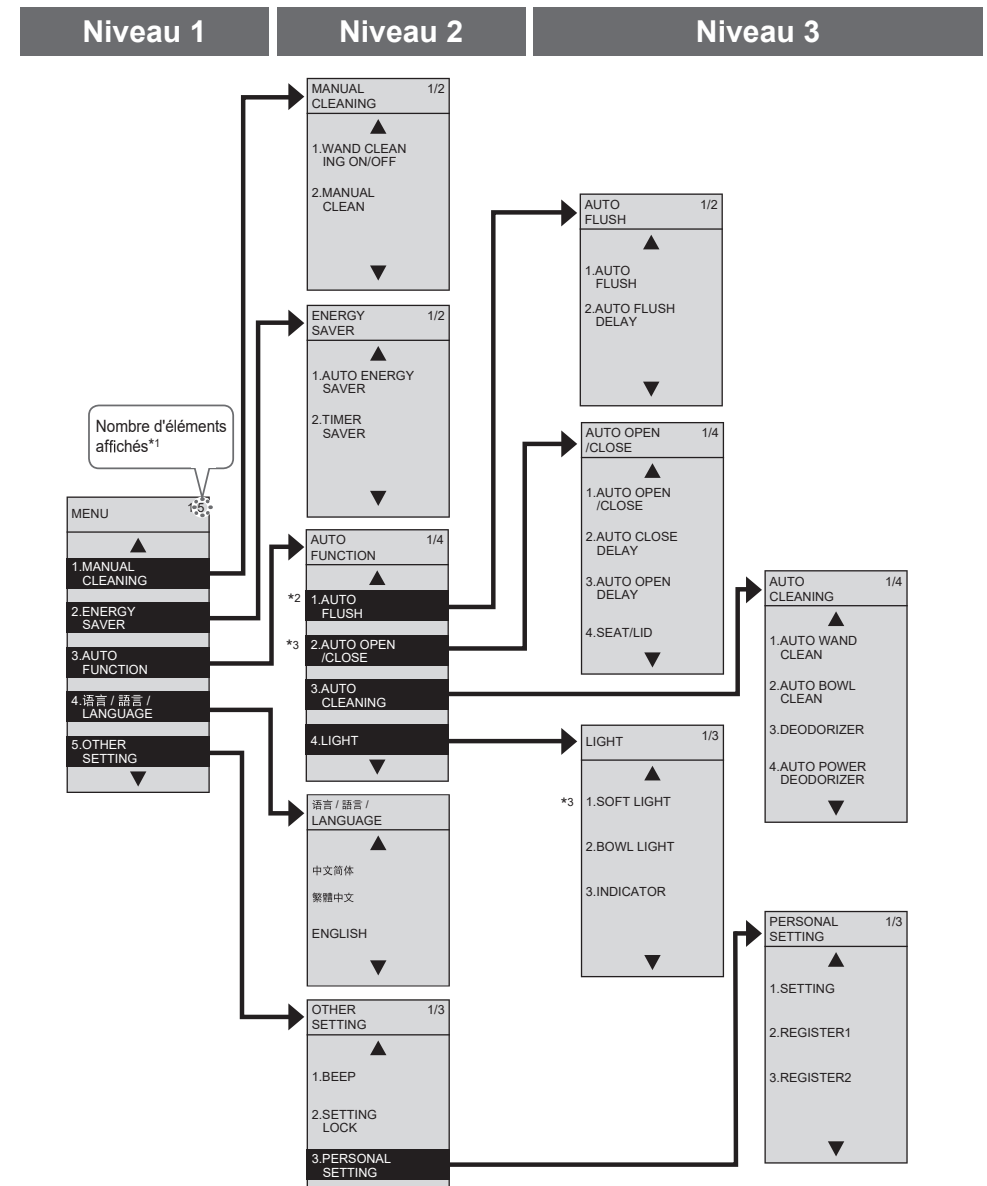 Niveau 1
Niveau 2
Niveau 3
MANUAL 1/2
CLEANING
1.WAND CLEAN
ING ON/OFF
2.MANUAL
CLEAN
ENERGY 1/2
SAVER
1.AUTO ENERGY
SAVER
2.TIMER
SAVER
Nombre d'éléments
affichés*1
MENU 1/5
1.MANUAL
CLEANING
2.ENERGY
SAVER
3.AUTO
FUNCTION
4.语言 / 語言 /
LANGUAGE
5.OTHER
SETTING
AUTO 1/4
FUNCTION
*2 1.AUTO
FLUSH
*3 2.AUTO OPEN
/CLOSE
3.AUTO
CLEANING
4.LIGHT
语言 / 語言 /
LANGUAGE
中文简体
繁體中文
ENGLISH
OTHER 1/3
SETTING
1.BEEP
2.SETTING
LOCK
3.PERSONAL
SETTING
AUTO 1/2
FLUSH
1.AUTO
FLUSH
2.AUTO FLUSH
DELAY
AUTO OPEN 1/4
/CLOSE
1.AUTO OPEN
/CLOSE
2.AUTO CLOSE
DELAY
3.AUTO OPEN
DELAY
4.SEAT/LID
AUTO 1/4
CLEANING
1.AUTO WAND
CLEAN
2.AUTO BOWL
CLEAN
3.DEODORIZER
4.AUTO POWER
DEODORIZER
LIGHT 1/3
*3 1.SOFT LIGHT
2.BOWL LIGHT
3.INDICATOR
PERSONAL 1/3
SETTING
1.SETTING
2.REGISTER1
3.REGISTER2